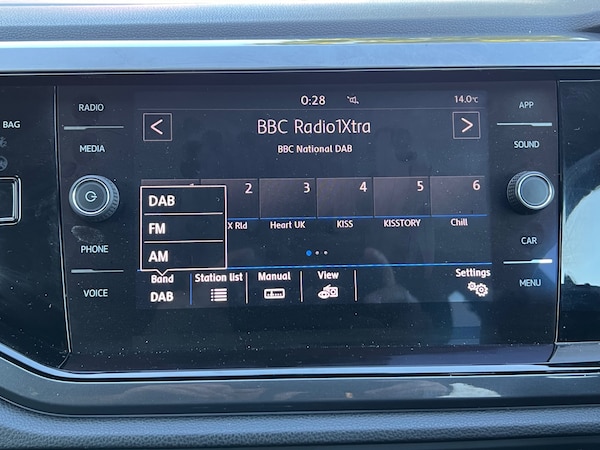 0:28 14.0°C
RADIO
APP
BAG
BBC Radio1Xtra
MEDIA
SOUND
BBC National DAB
2 3 4 5 6
DAB
X Rld Heart UK KISS KISSTORY Chill
FM
PHONE
CAR
AM
Band Station list Manual View Settings
DAB
VOICE
MENU